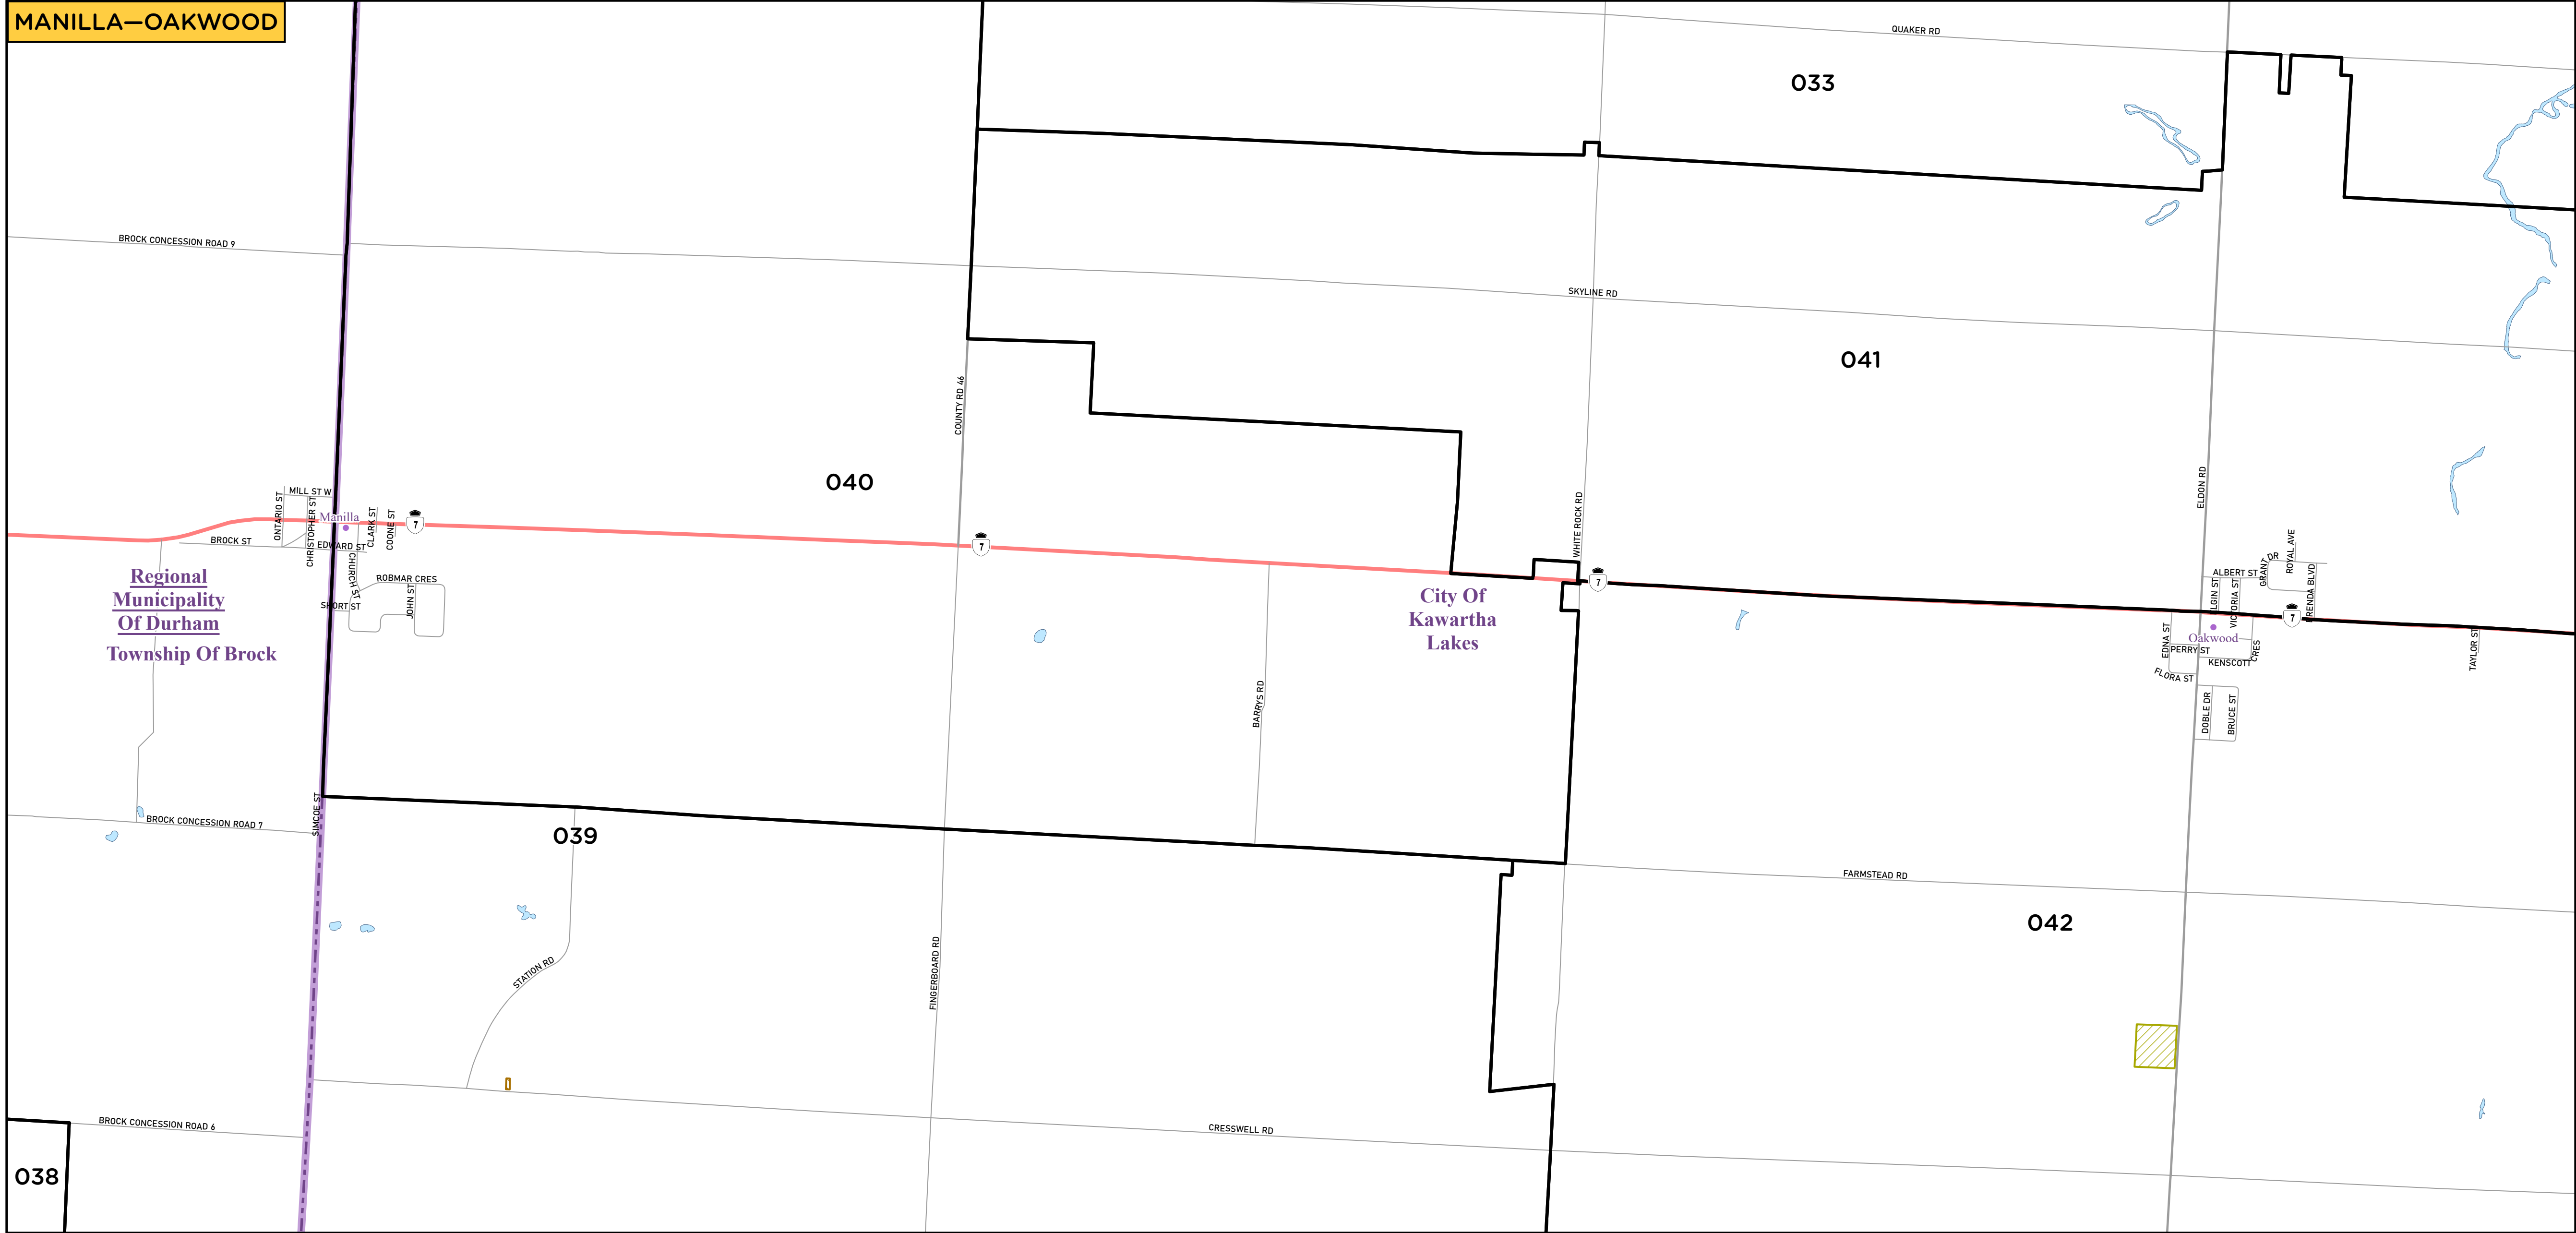 MANILLA—OAKWOOD
QUAKER RD
033
BROCK CONCESSION ROAD 9
SKYLINE RD
041
COUNTY RD 46
040
ELDON RD
WHITE ROCK RD
MILL ST W
ONTARIO ST
CHRISTOPHER ST
Manilla
CLARK ST
COONE ST
7
BROCK ST
EDWARD ST
CHURCH ST
7
7
ROYAL AVE
GRANT DR
ALBERT ST
BRENDA BLVD
Regional
Municipality
Of Durham
Township Of Brock
ROBMAR CRES
JOHN ST
SHORT ST
City Of
Kawartha
Lakes
VICTORIA ST
7
Oakwood
EDNA ST
PERRY ST
KENSCOTT CRES
FLORA ST
TAYLOR ST
DOBLE DR
BRUCE ST
BARRYS RD
SIMCOE ST
BROCK CONCESSION ROAD 7
039
FARMSTEAD RD
042
STATION RD
FINGERBOARD RD
BROCK CONCESSION ROAD 6
CRESSWELL RD
038